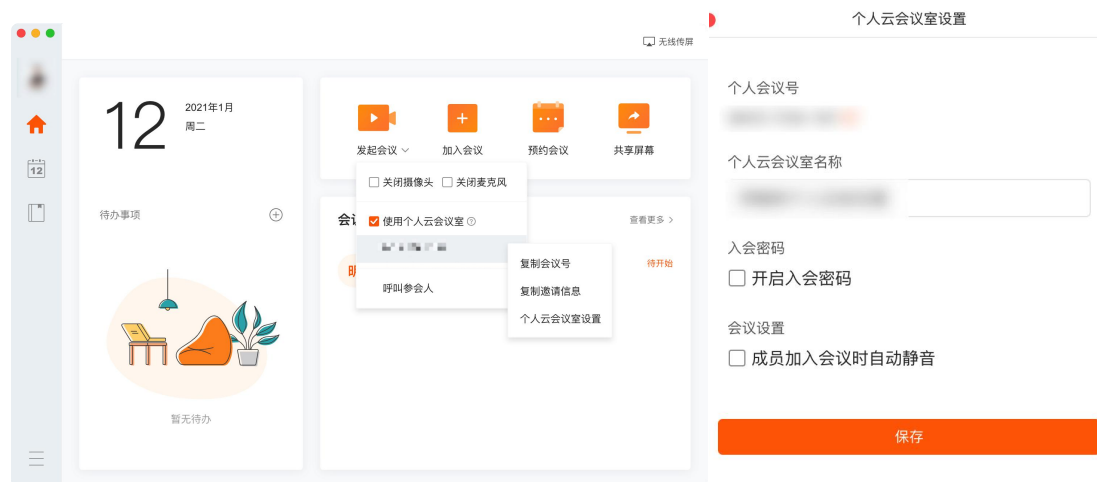 无线传屏
12
2021年1月
周二
12
待办事项
暂无待办
发起会议
加入会议
预约会议
共享屏幕
关闭摄像头 关闭麦克风
使用个人云会议室
呼叫参会人
查看更多 >
待开始
复制会议号
复制邀请信息
个人云会议室设置
个人云会议室设置
个人会议号
个人云会议室名称
入会密码
开启入会密码
会议设置
成员加入会议时自动静音
保存